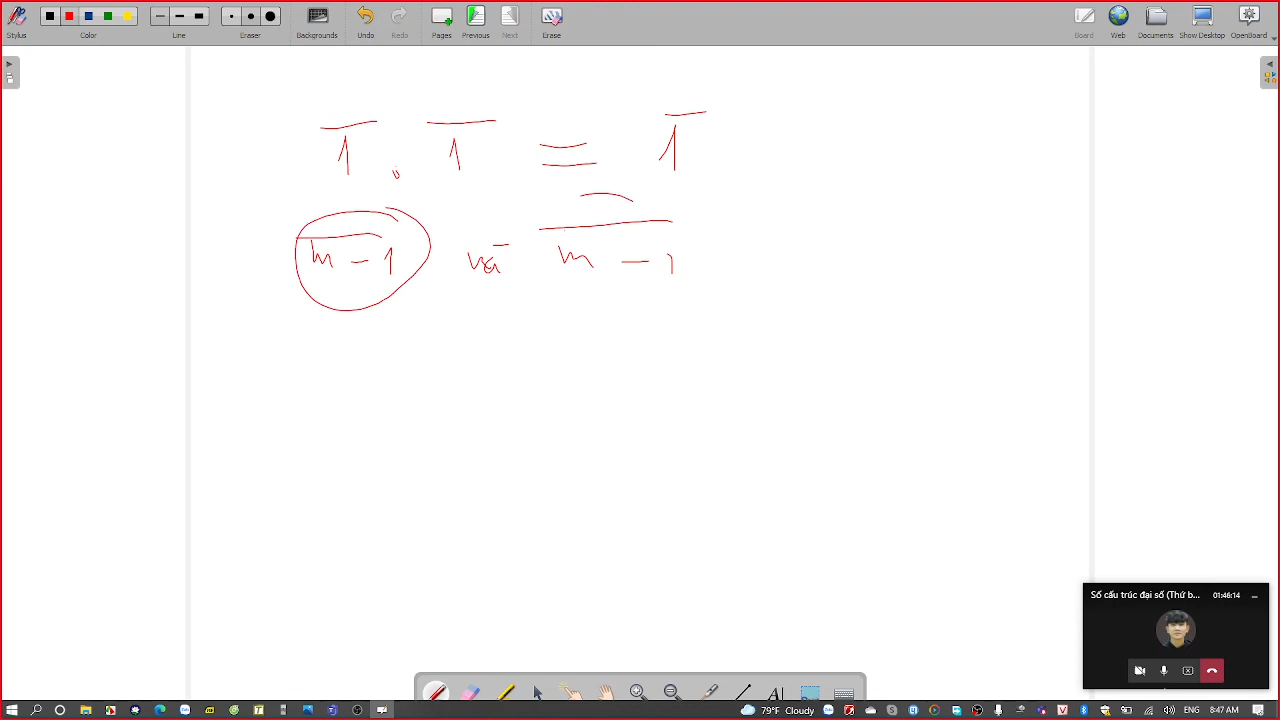 Stylus Color Line Eraser Backgrounds Undo Redo Pages Previous Next Erase Board Web Documents Show Desktop OpenBoard
1̅ . 1̅ = 1̅
m - 1 và m - 1
Số cấu trúc đại số (Thứ b... 01:46:14
79°F Cloudy ENG 8:47 AM